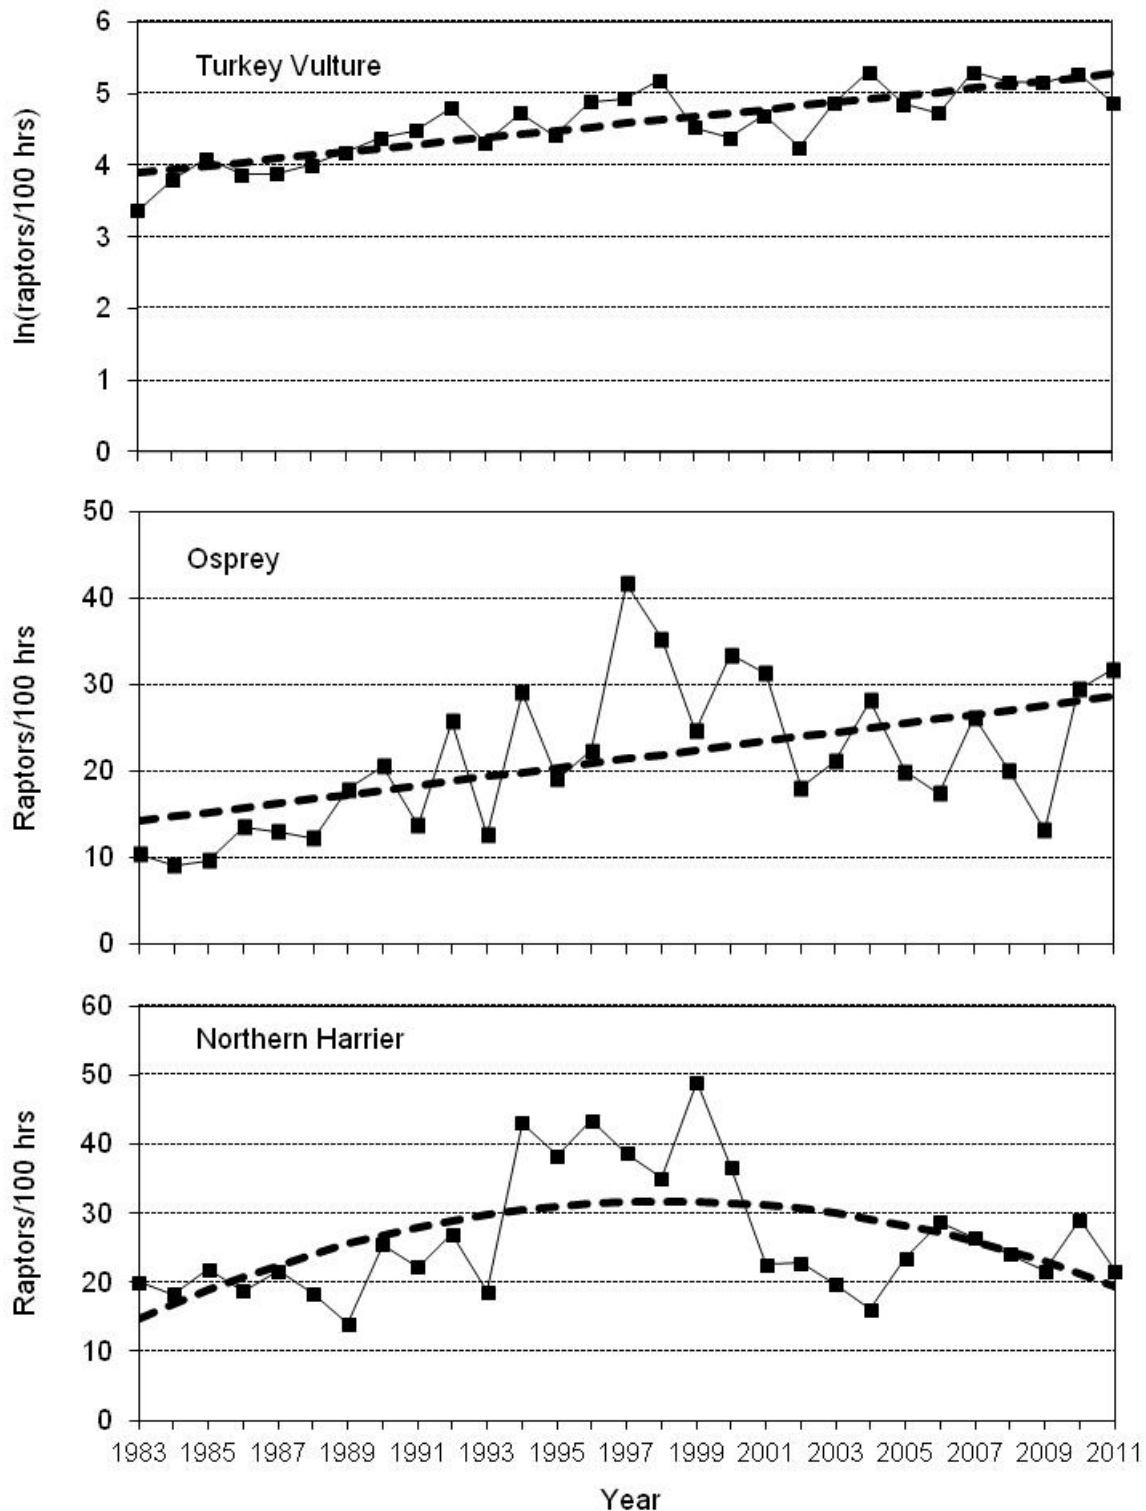 Turkey Vulture
ln(raptors/100 hrs)
6
5
4
3
2
1
0
Osprey
Raptors/100 hrs
50
40
30
20
10
0
Northern Harrier
Raptors/100 hrs
60
50
40
30
20
10
0
1983 1985 1987 1989 1991 1993 1995 1997 1999 2001 2003 2005 2007 2009 2011
Year